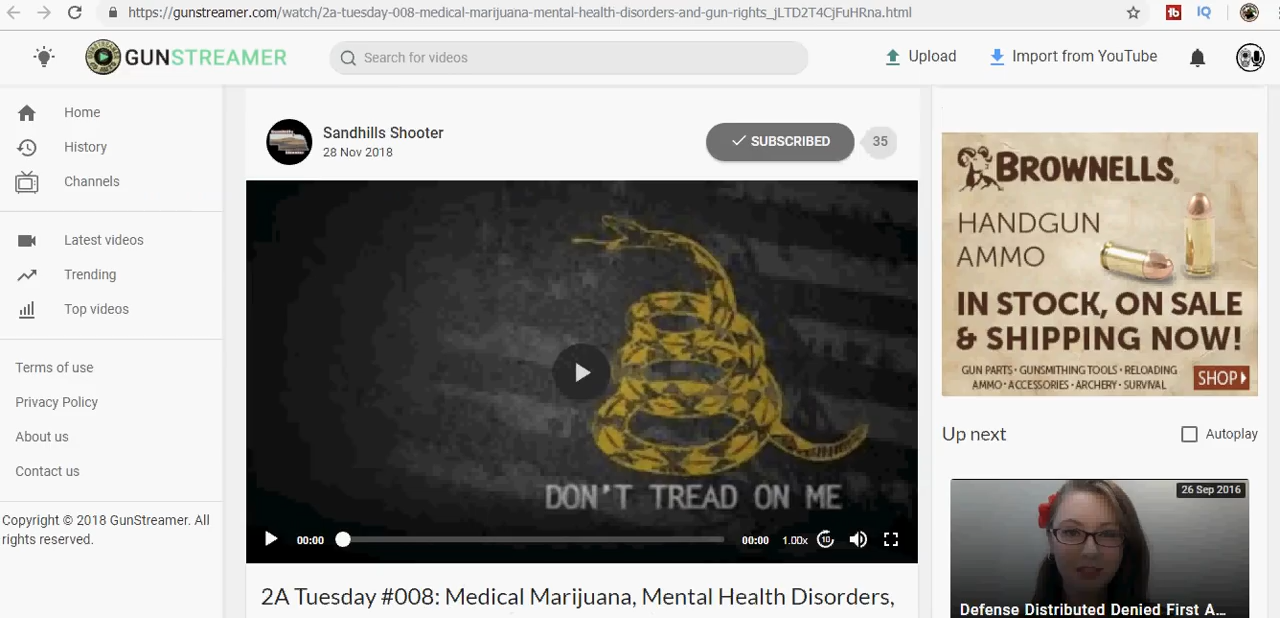 https://gunstreamer.com/watch/2a-tuesday-008-medical-marijuana-mental-health-disorders-and-gun-rights_jLTD2T4CjFuHRna.html
GUNSTREAMER
Search for videos
Upload
Import from YouTube
Home
History
Channels
Latest videos
Trending
Top videos
Terms of use
Privacy Policy
About us
Contact us
Copyright © 2018 GunStreamer. All
rights reserved.
Sandhills Shooter
28 Nov 2018
SUBSCRIBED
35
DON'T TREAD ON ME
00:00
00:00
1.00x
10
2A Tuesday #008: Medical Marijuana, Mental Health Disorders,
BROWNELLS®
HANDGUN
AMMO
IN STOCK, ON SALE
& SHIPPING NOW!
GUN PARTS • GUNSMITHING TOOLS • RELOADING
AMMO • ACCESSORIES • ARCHERY • SURVIVAL
SHOP
Up next
Autoplay
26 Sep 2016
Defense Distributed Denied First A...